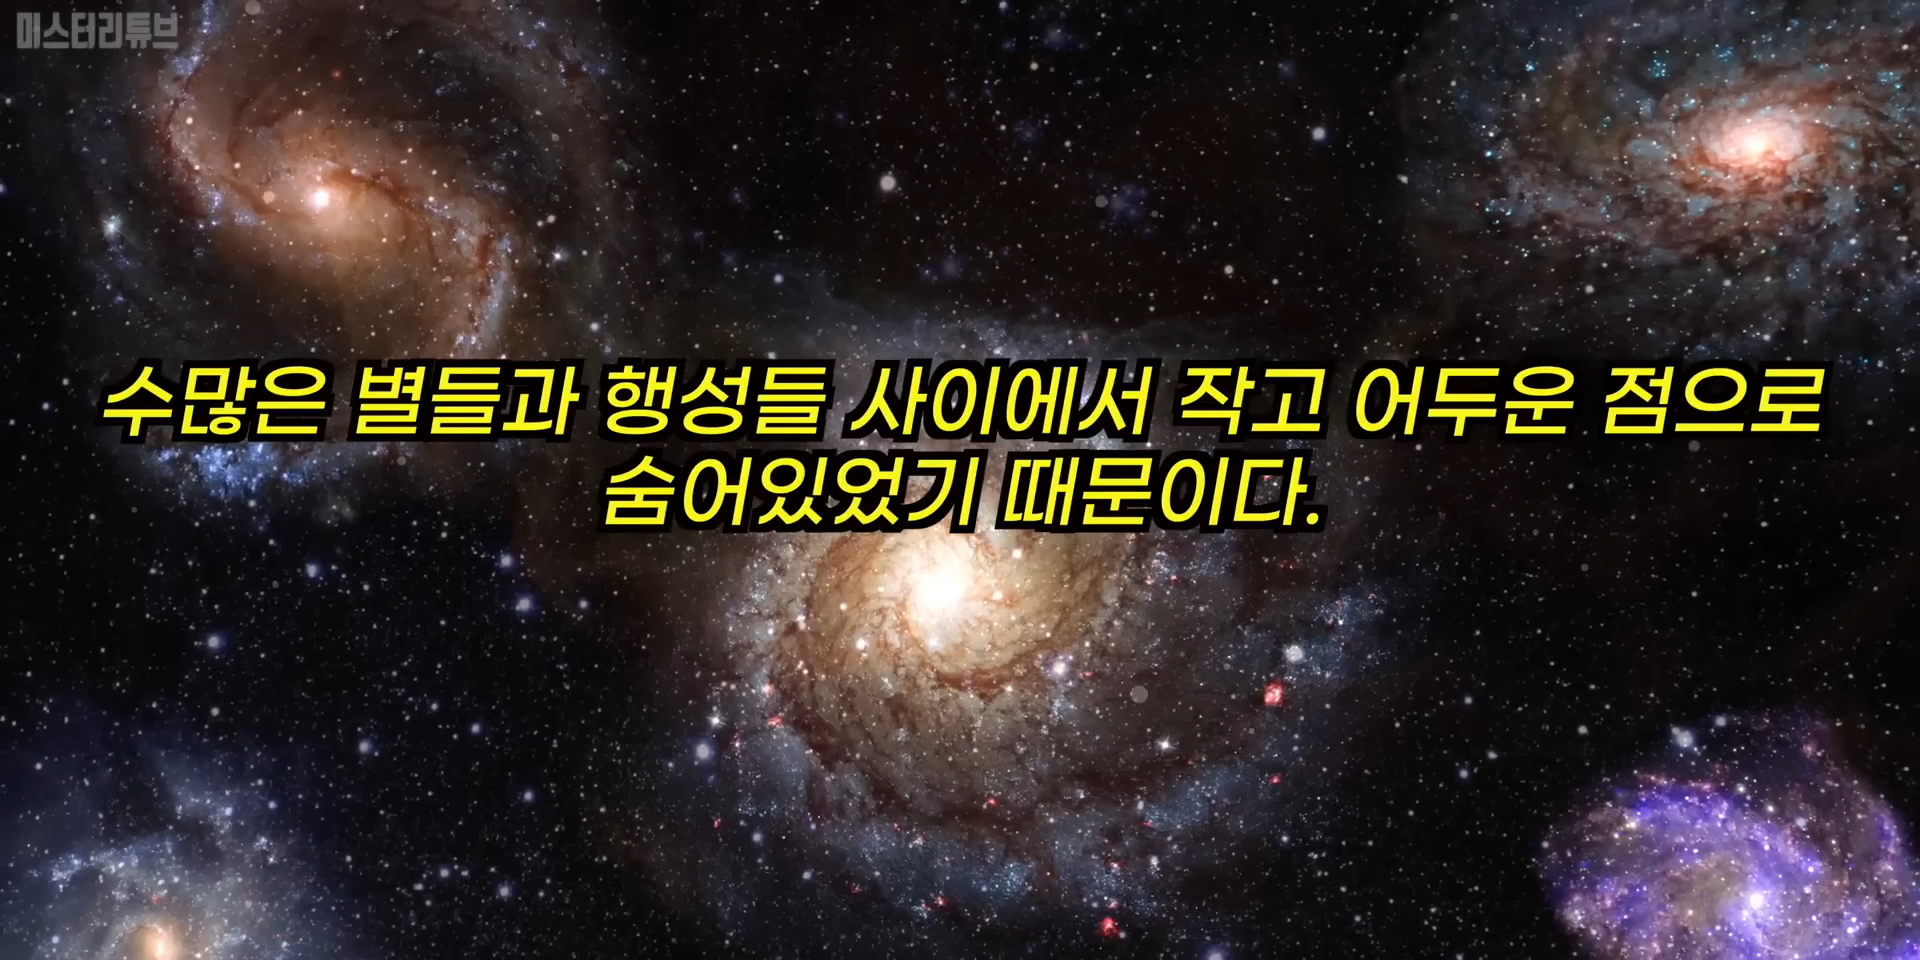 미스터리튜브
수많은 별들과 행성들 사이에서 작고 어두운 점으로
숨어있었기 때문이다.